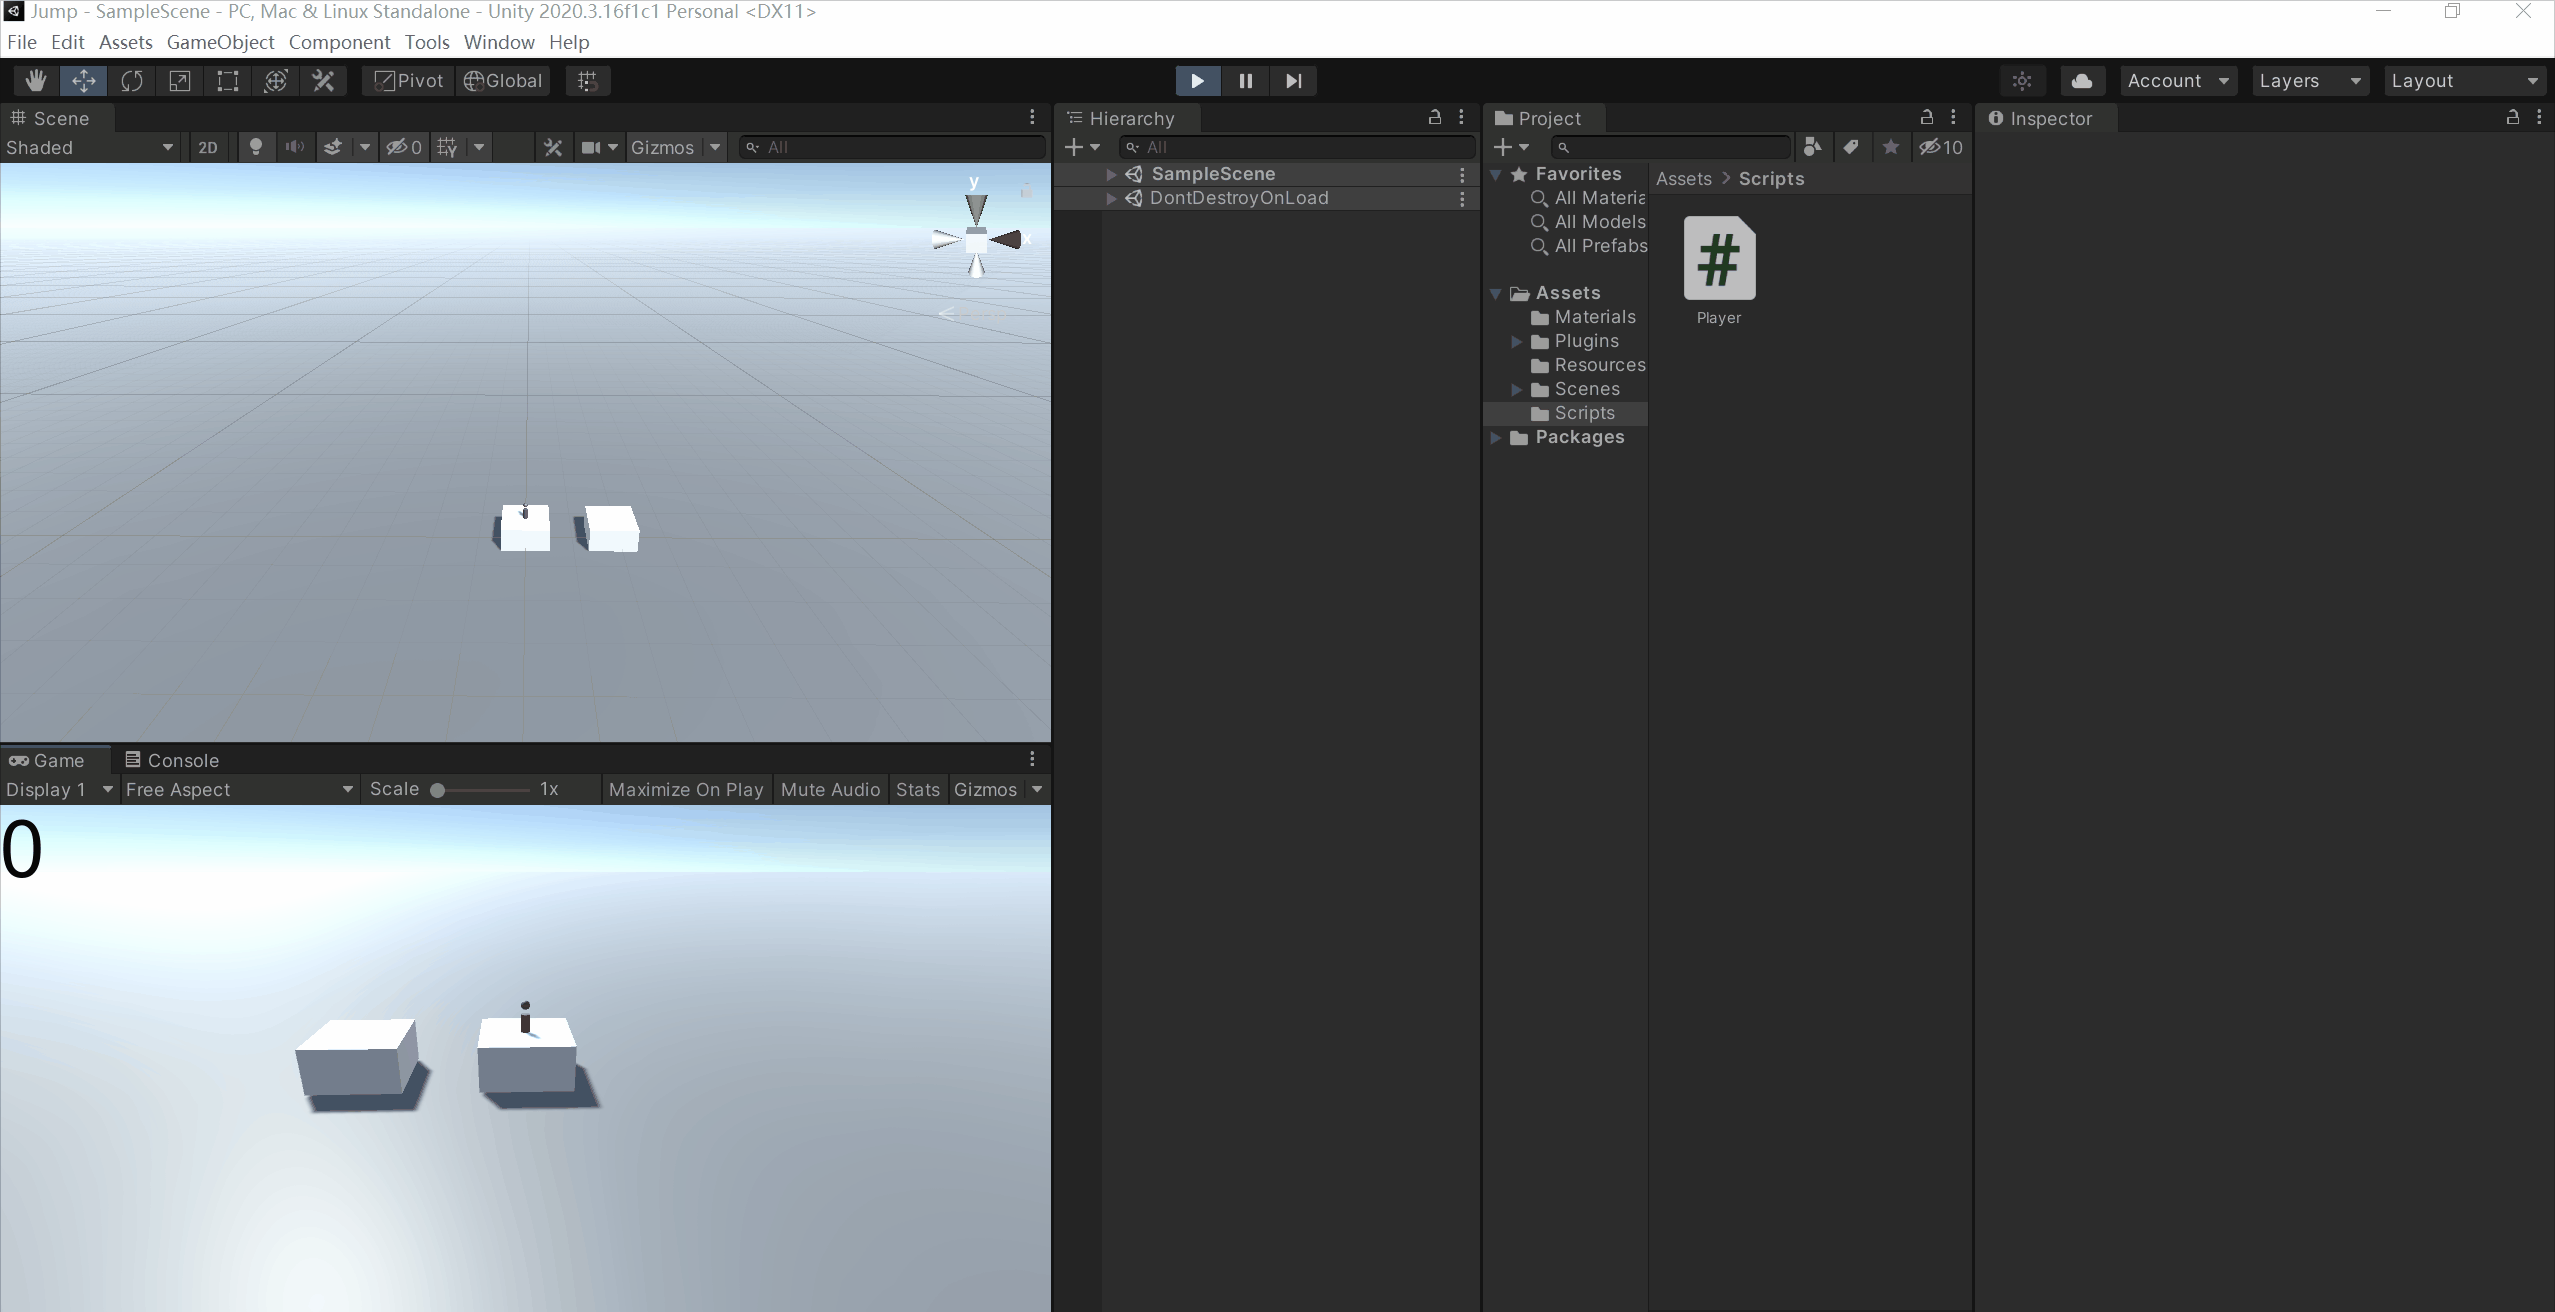 Jump - SampleScene - PC, Mac & Linux Standalone - Unity 2020.3.16f1c1 Personal <DX11>
File Edit Assets GameObject Component Tools Window Help
Pivot Global Account Layers Layout
Scene
Shaded 2D 0 Gizmos All
y
x
Hierarchy
All
SampleScene
DontDestroyOnLoad
Project
10
Favorites
All Materia
All Models
All Prefabs
Assets
Materials
Plugins
Resources
Scenes
Scripts
Packages
Assets > Scripts
#
Player
Inspector
Game Console
Display 1 Free Aspect Scale 1x Maximize On Play Mute Audio Stats Gizmos
0